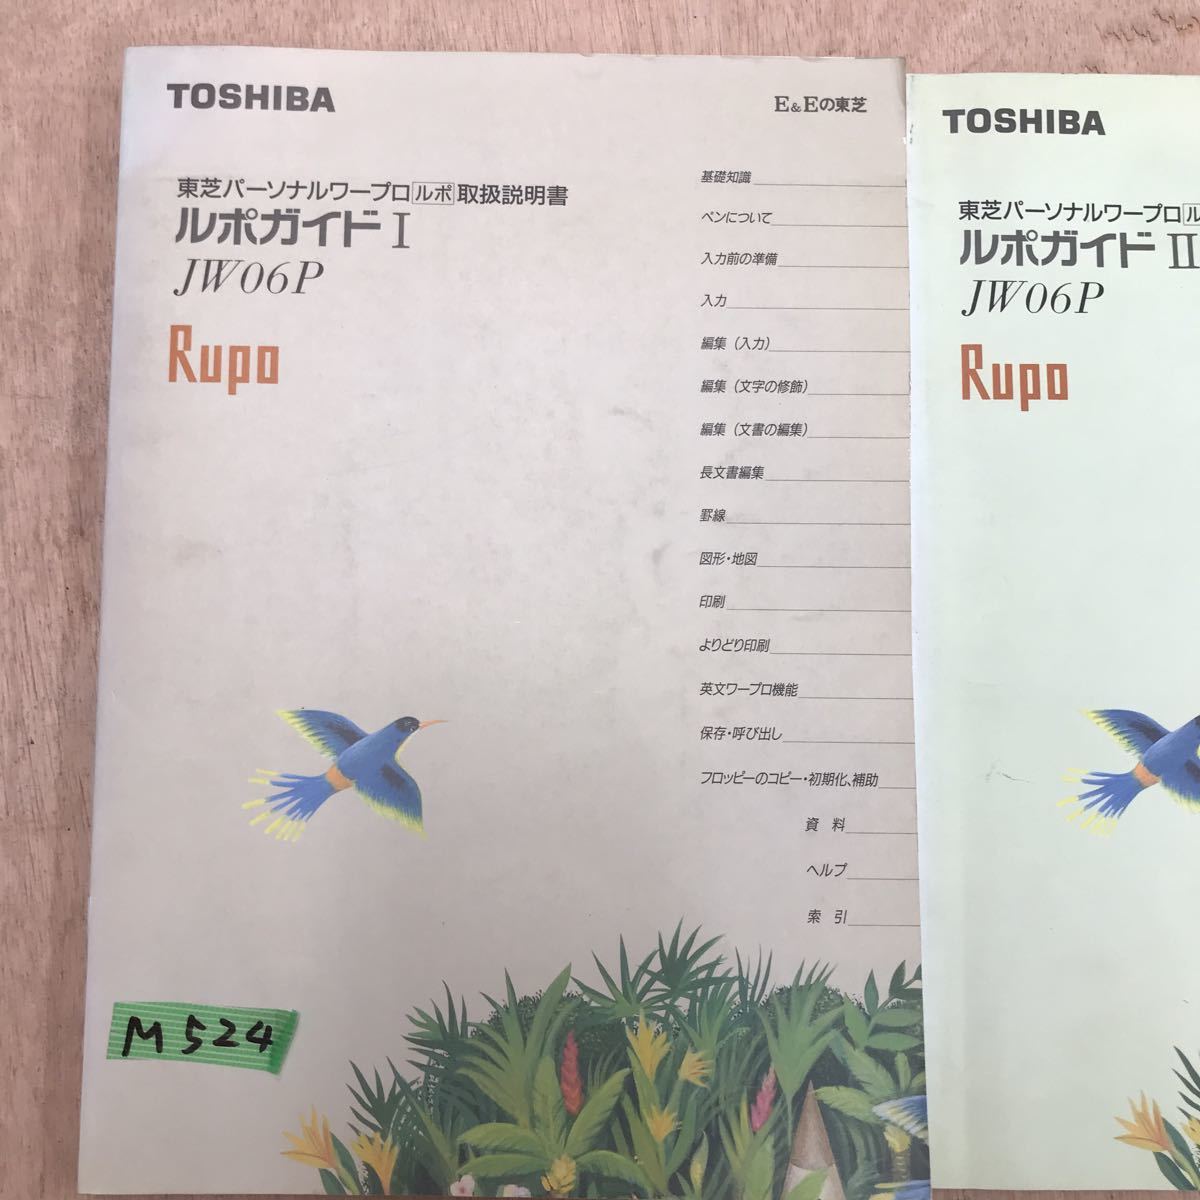 TOSHIBA
E&Eの東芝
東芝パーソナルワープロルポ取扱説明書
ルポガイドⅠ
JW06P
Rupo
基礎知識
ペンについて
入力前の準備
入力
編集（入力）
編集（文字の修飾）
編集（文書の編集）
長文書編集
罫線
図形・地図
印刷
よりどり印刷
英文ワープロ機能
保存・呼び出し
フロッピーのコピー・初期化、補助
資 料
ヘルプ
索 引
M524
TOSHIBA
東芝パーソナルワープロル
ルポガイドⅡ
JW06P
Rupo